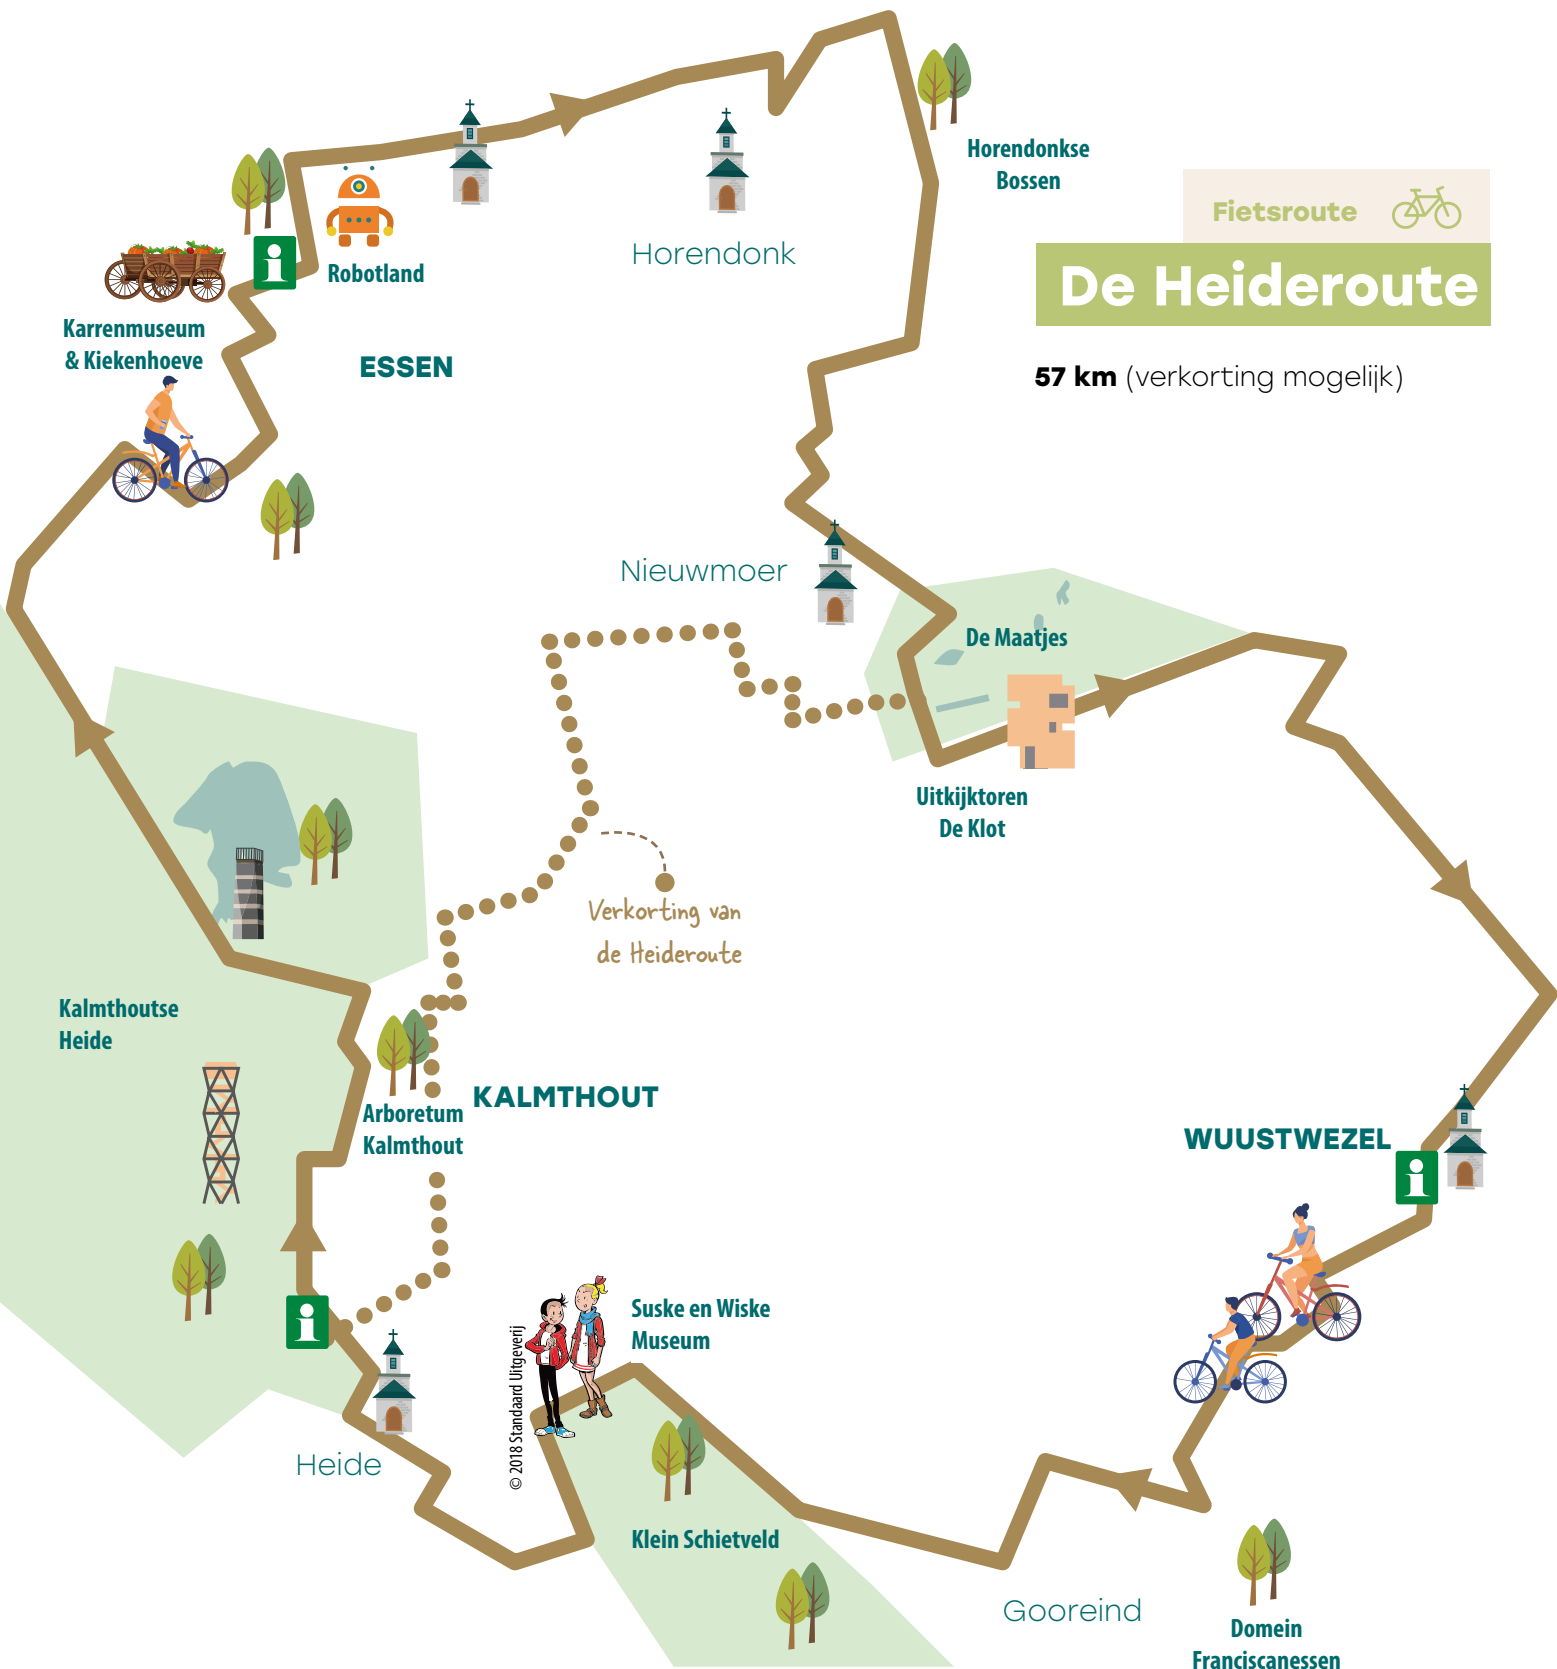 Horendonkse
Bossen
Fietsroute
De Heideroute
57 km (verkorting mogelijk)
Horendonk
Robotland
Karrenmuseum
& Kiekenhoeve
ESSEN
Nieuwmoer
De Maatjes
Uitkijktoren
De Klot
Verkorting van
de Heideroute
Kalmthoutse
Heide
KALMTHOUT
Arboretum
Kalmthout
WUUSTWEZEL
Suske en Wiske
Museum
© 2018 Standaard Uitgeverij
Heide
Klein Schietveld
Gooreind
Domein
Franciscanessen